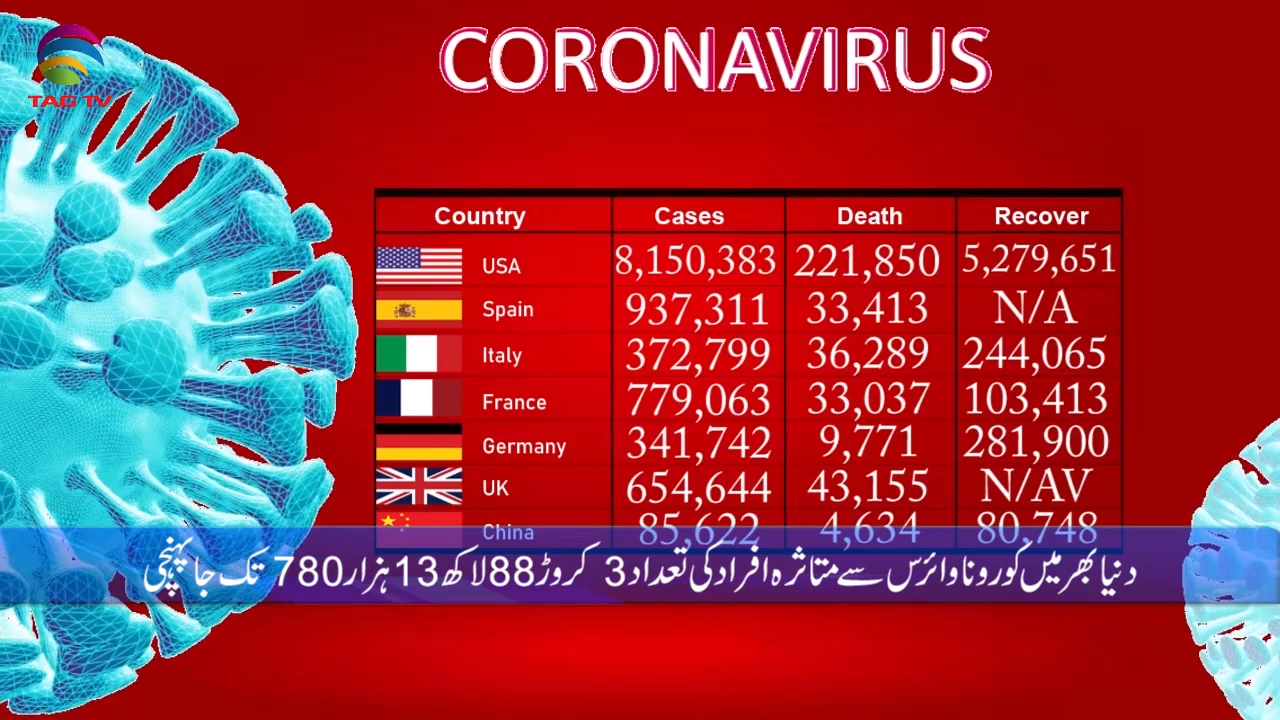 TAG TV
CORONAVIRUS
Country Cases Death Recover
USA 8,150,383 221,850 5,279,651
Spain 937,311 33,413 N/A
Italy 372,799 36,289 244,065
France 779,063 33,037 103,413
Germany 341,742 9,771 281,900
UK 654,644 43,155 N/AV
China 85,622 4,634 80,748
دنیا بھر میں کورونا وائرس سے متاثرہ افراد کی تعداد 3 کروڑ 88 لاکھ 13 ہزار 780 تک جا پہنچی